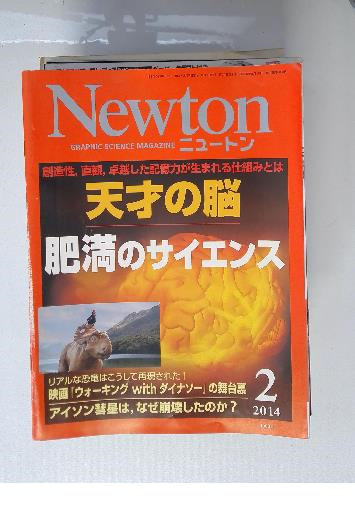 Newton
GRAPHIC SCIENCE MAGAZINE ニュートン
創造性, 直観, 卓越した記憶力が生まれる仕組みとは
天才の脳
肥満のサイエンス
リアルな恐竜はこうして再現された！
映画「ウォーキング with ダイナソー」の舞台裏
アイソン彗星は, なぜ崩壊したのか？
2
2014